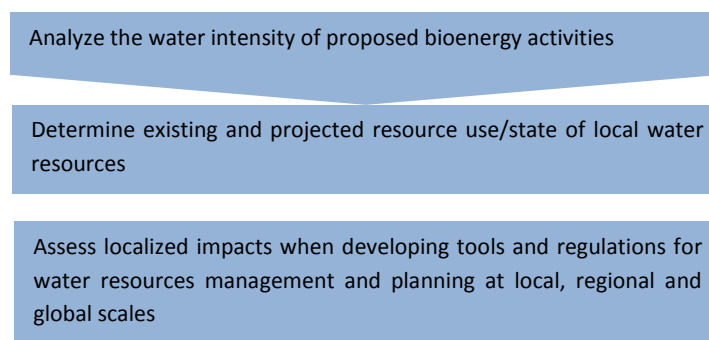 Analyze the water intensity of proposed bioenergy activities
Determine existing and projected resource use/state of local water
resources
Assess localized impacts when developing tools and regulations for
water resources management and planning at local, regional and
global scales